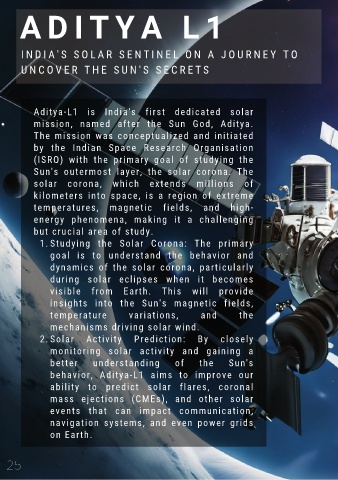 ADITYA L1
INDIA'S SOLAR SENTINEL ON A JOURNEY TO
UNCOVER THE SUN'S SECRETS
Aditya-L1 is India's first dedicated solar
mission, named after the Sun God, Aditya.
The mission was conceptualized and initiated
by the Indian Space Research Organisation
(ISRO) with the primary goal of studying the
Sun's outermost layer, the solar corona. The
solar corona, which extends millions of
kilometers into space, is a region of extreme
temperatures, magnetic fields, and high-
energy phenomena, making it a challenging
but crucial area of study.
1. Studying the Solar Corona: The primary
goal is to understand the behavior and
dynamics of the solar corona, particularly
during solar eclipses when it becomes
visible from Earth. This will provide
insights into the Sun's magnetic fields,
temperature variations, and the
mechanisms driving solar wind.
2. Solar Activity Prediction: By closely
monitoring solar activity and gaining a
better understanding of the Sun's
behavior, Aditya-L1 aims to improve our
ability to predict solar flares, coronal
mass ejections (CMEs), and other solar
events that can impact communication,
navigation systems, and even power grids
on Earth.
25